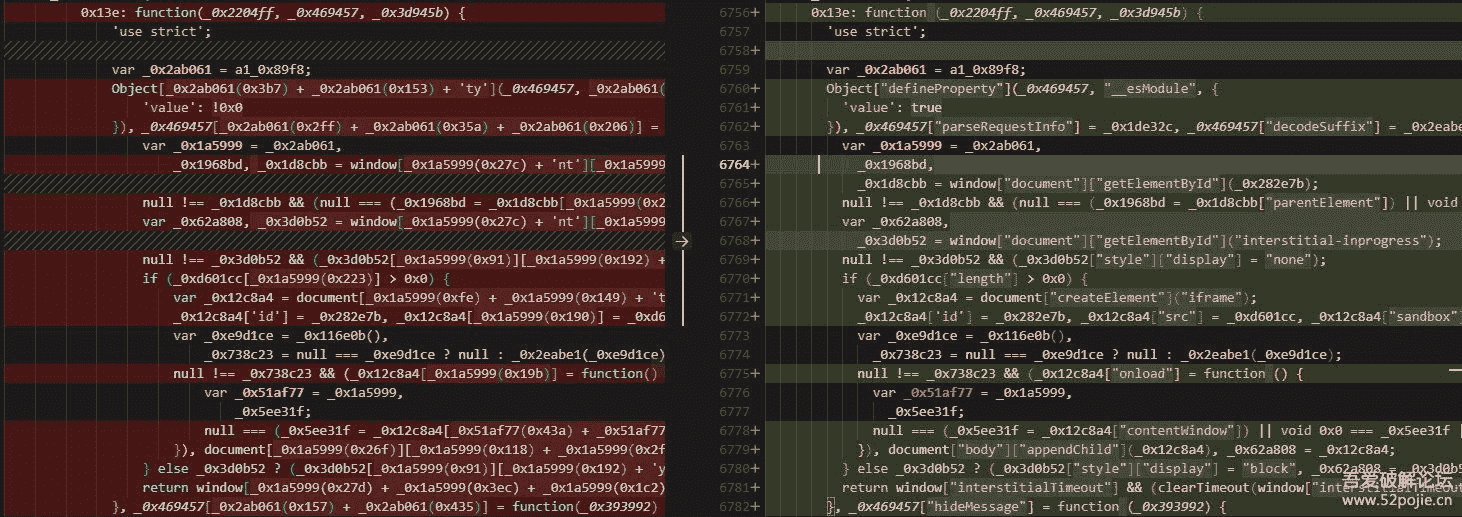 0x13e: function(_0x2204ff, _0x469457, _0x3d945b) {
'use strict';
var _0x2ab061 = a1_0x89f8;
Object[_0x2ab061(0x3b7) + _0x2ab061(0x153) + 'ty'](_0x469457, _0x2ab061(
'value': !0x0
}), _0x469457[_0x2ab061(0x2ff) + _0x2ab061(0x35a) + _0x2ab061(0x206)] =
var _0x1a5999 = _0x2ab061,
_0x1968bd, _0x1d8cbb = window[_0x1a5999(0x27c) + 'nt'][_0x1a5999
null !== _0x1d8cbb && (null === (_0x1968bd = _0x1d8cbb[_0x1a5999(0x2
var _0x62a808, _0x3d0b52 = window[_0x1a5999(0x27c) + 'nt'][_0x1a5999
null !== _0x3d0b52 && (_0x3d0b52[_0x1a5999(0x91)][_0x1a5999(0x192) +
if (_0xd601cc[_0x1a5999(0x223)] > 0x0) {
var _0x12c8a4 = document[_0x1a5999(0xfe) + _0x1a5999(0x149) + 't
_0x12c8a4['id'] = _0x282e7b, _0x12c8a4[_0x1a5999(0x190)] = _0xd6
var _0xe9d1ce = _0x116e0b(),
_0x738c23 = null === _0xe9d1ce ? null : _0x2eabe1(_0xe9d1ce)
null !== _0x738c23 && (_0x12c8a4[_0x1a5999(0x19b)] = function()
var _0x51af77 = _0x1a5999,
_0x5ee31f;
null === (_0x5ee31f = _0x12c8a4[_0x51af77(0x43a) + _0x51af77
}), document[_0x1a5999(0x26f)][_0x1a5999(0x118) + _0x1a5999(0x2f
} else _0x3d0b52 ? (_0x3d0b52[_0x1a5999(0x91)][_0x1a5999(0x192) + 'y
return window[_0x1a5999(0x27d) + _0x1a5999(0x3ec) + _0x1a5999(0x1c2)
}, _0x469457[_0x2ab061(0x157) + _0x2ab061(0x435)] = function(_0x393992)
→
6756+ 0x13e: function (_0x2204ff, _0x469457, _0x3d945b) {
6757 'use strict';
6758+
6759 var _0x2ab061 = a1_0x89f8;
6760+ Object["defineProperty"](_0x469457, "__esModule", {
6761+ 'value': true
6762+ }), _0x469457["parseRequestInfo"] = _0x1de32c, _0x469457["decodeSuffix"] = _0x2eabe
6763 var _0x1a5999 = _0x2ab061,
6764+ _0x1968bd,
6765+ _0x1d8cbb = window["document"]["getElementById"](_0x282e7b);
6766+ null !== _0x1d8cbb && (null === (_0x1968bd = _0x1d8cbb["parentElement"]) || void
6767+ var _0x62a808,
6768+ _0x3d0b52 = window["document"]["getElementById"]("interstitial-inprogress");
6769+ null !== _0x3d0b52 && (_0x3d0b52["style"]["display"] = "none");
6770+ if (_0xd601cc["length"] > 0x0) {
6771+ var _0x12c8a4 = document["createElement"]("iframe");
6772+ _0x12c8a4['id'] = _0x282e7b, _0x12c8a4["src"] = _0xd601cc, _0x12c8a4["sandbox"]
6773 var _0xe9d1ce = _0x116e0b(),
6774 _0x738c23 = null === _0xe9d1ce ? null : _0x2eabe1(_0xe9d1ce);
6775+ null !== _0x738c23 && (_0x12c8a4["onload"] = function () {
6776 var _0x51af77 = _0x1a5999,
6777 _0x5ee31f;
6778+ null === (_0x5ee31f = _0x12c8a4["contentWindow"]) || void 0x0 === _0x5ee31f |
6779+ }), document["body"]["appendChild"](_0x12c8a4), _0x62a808 = _0x12c8a4;
6780+ } else _0x3d0b52 ? (_0x3d0b52["style"]["display"] = "block", _0x62a808 = _0x3d0b5
6781+ return window["interstitialTimeout"] && (clearTimeout(window["interstitialTimeout
6782+ }, _0x469457["hideMessage"] = function (_0x393992) {
吾爱破解论坛
www.52pojie.cn